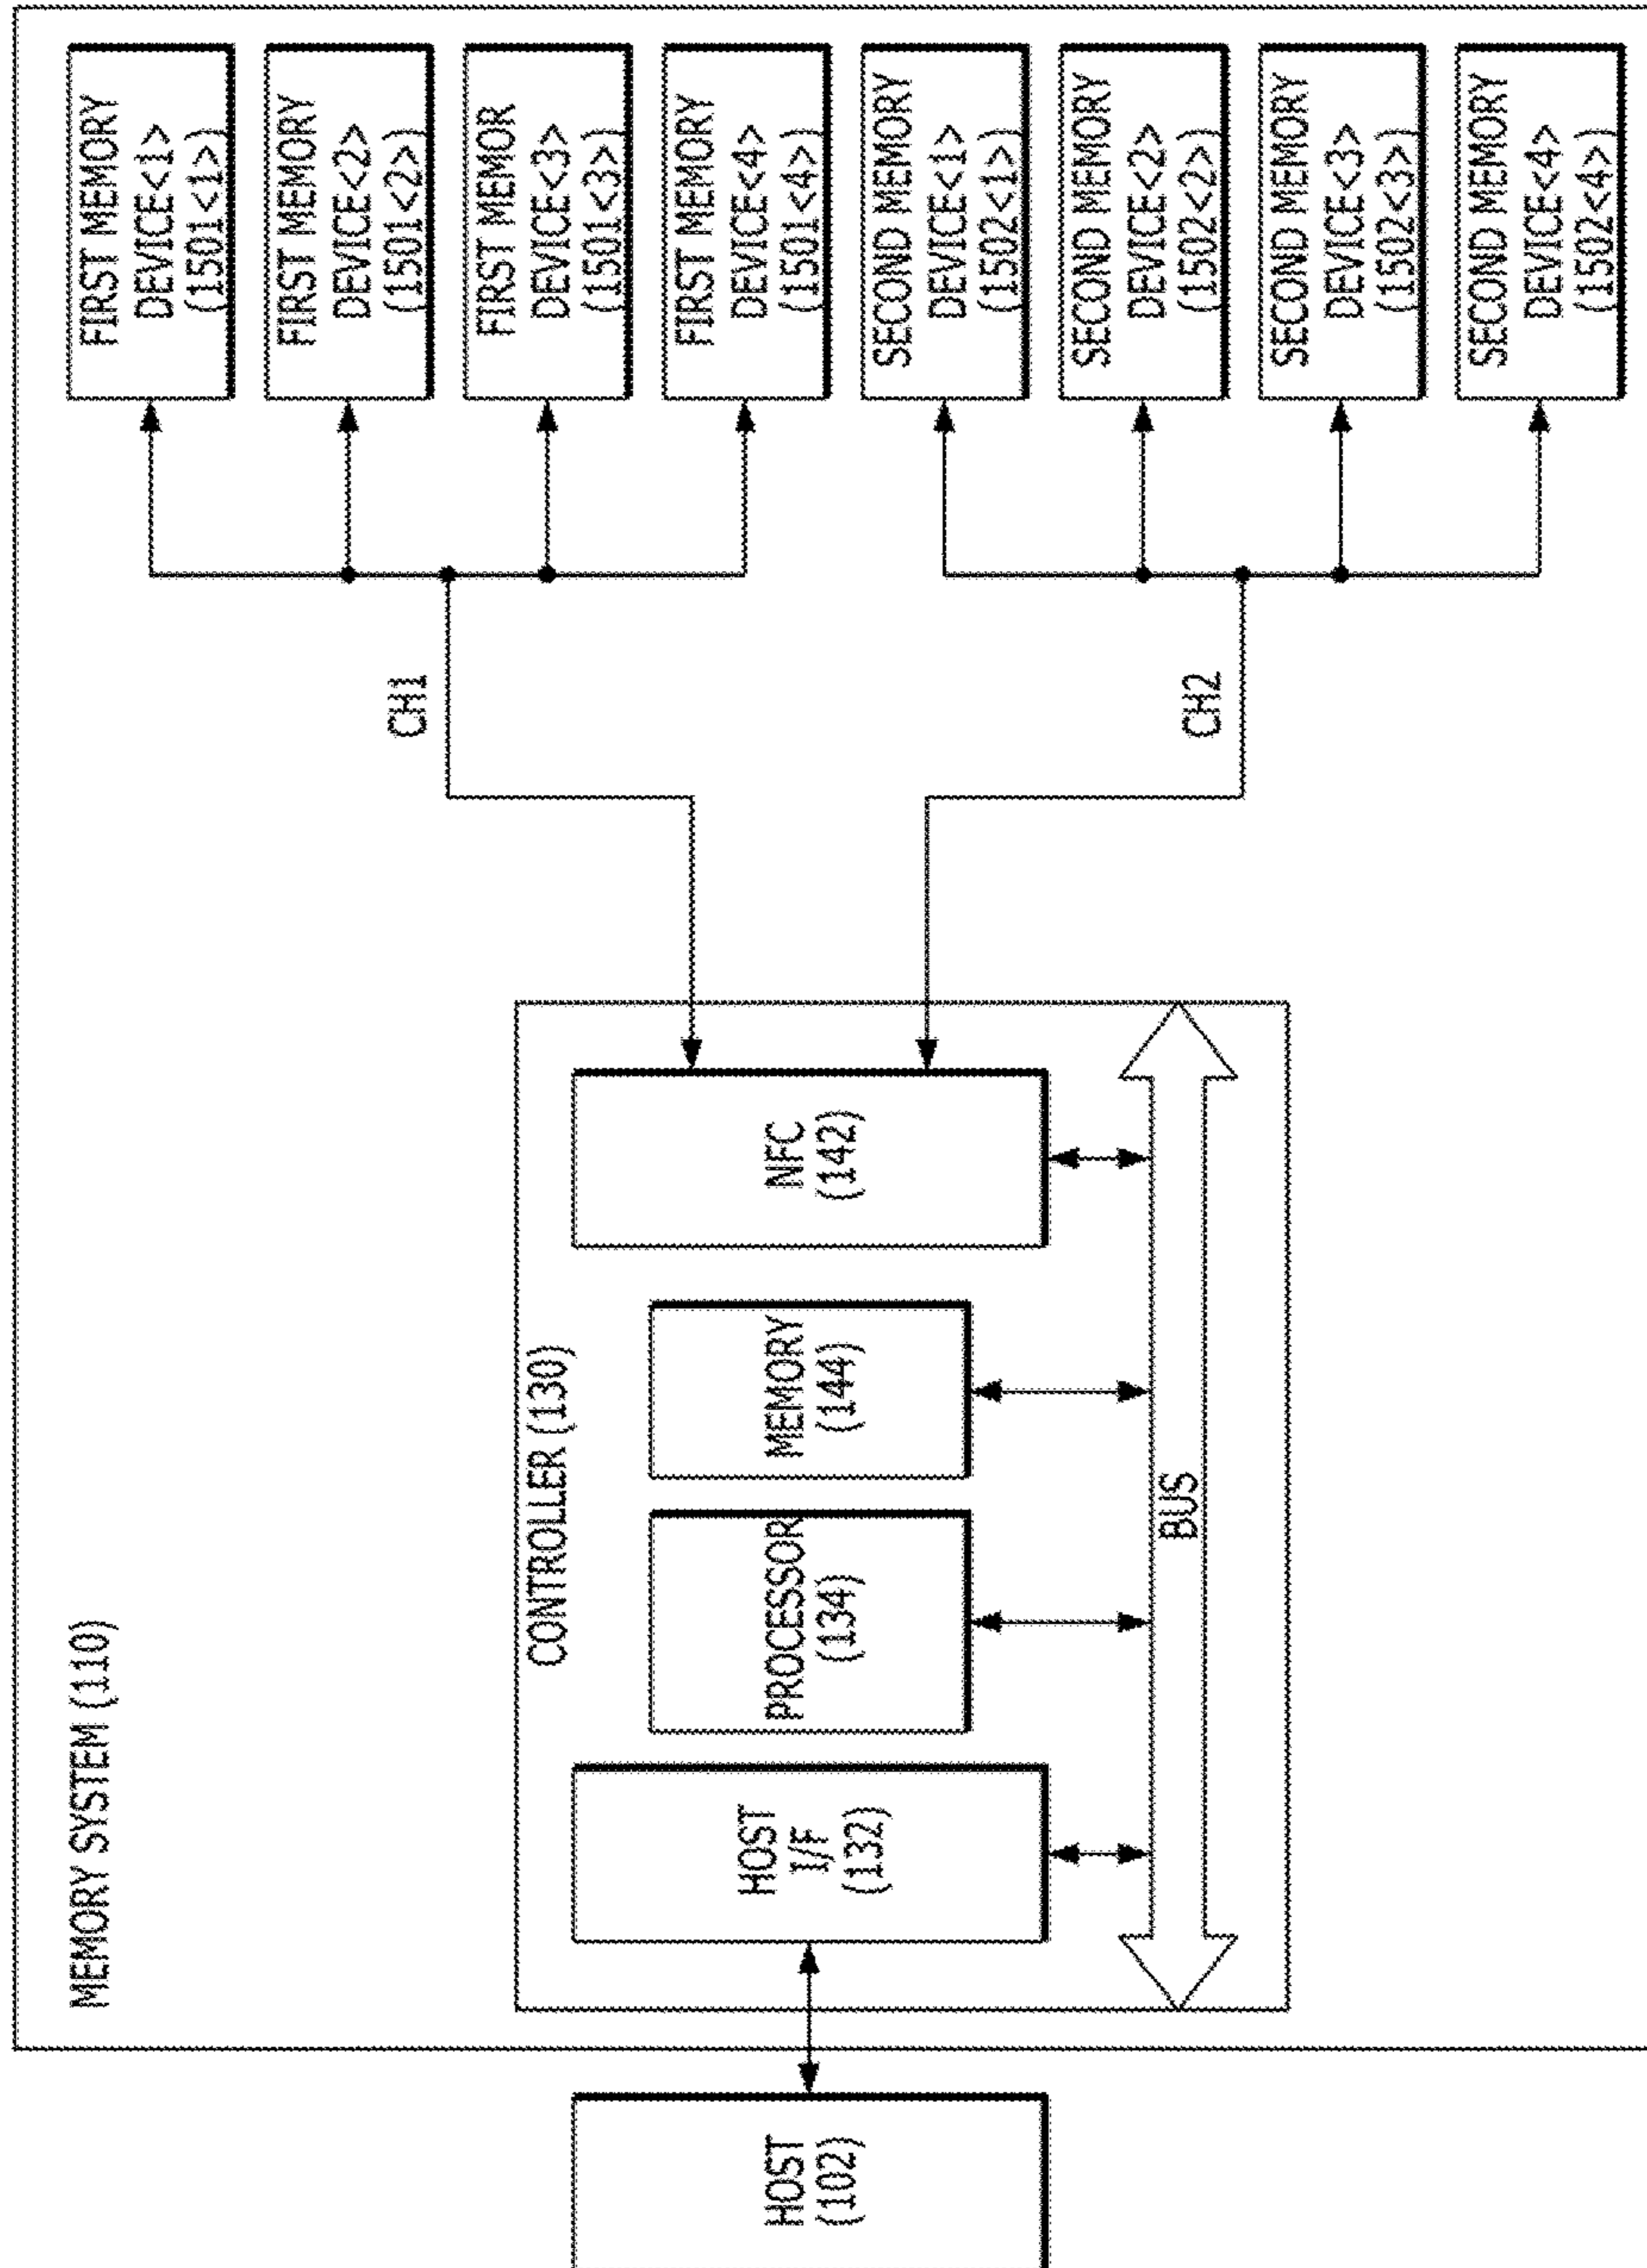 MEMORY SYSTEM (110)
HOST
(102)
CONTROLLER (130)
HOST
I/F
(132)
PROCESSOR
(134)
MEMORY
(144)
NFC
(142)
BUS
CH1
CH2
FIRST MEMORY
DEVICE<1>
(1501<1>)
FIRST MEMORY
DEVICE<2>
(1501<2>)
FIRST MEMOR
DEVICE<3>
(1501<3>)
FIRST MEMORY
DEVICE<4>
(1501<4>)
SECOND MEMORY
DEVICE<1>
(1502<1>)
SECOND MEMORY
DEVICE<2>
(1502<2>)
SECOND MEMORY
DEVICE<3>
(1502<3>)
SECOND MEMORY
DEVICE<4>
(1502<4>)